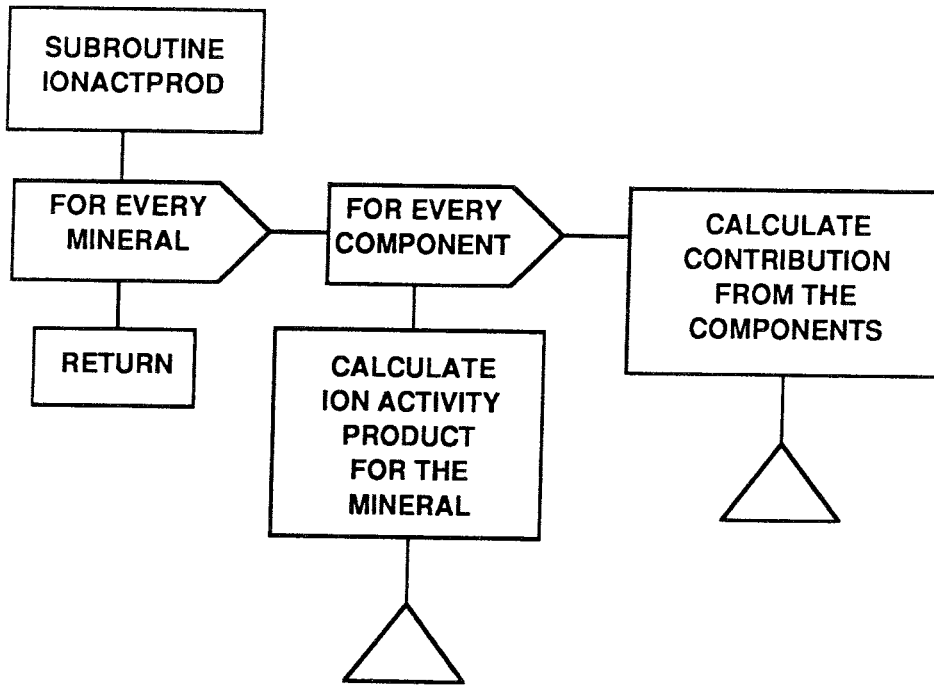 SUBROUTINE
IONACTPROD
FOR EVERY
MINERAL
FOR EVERY
COMPONENT
CALCULATE
CONTRIBUTION
FROM THE
COMPONENTS
RETURN
CALCULATE
ION ACTIVITY
PRODUCT
FOR THE
MINERAL